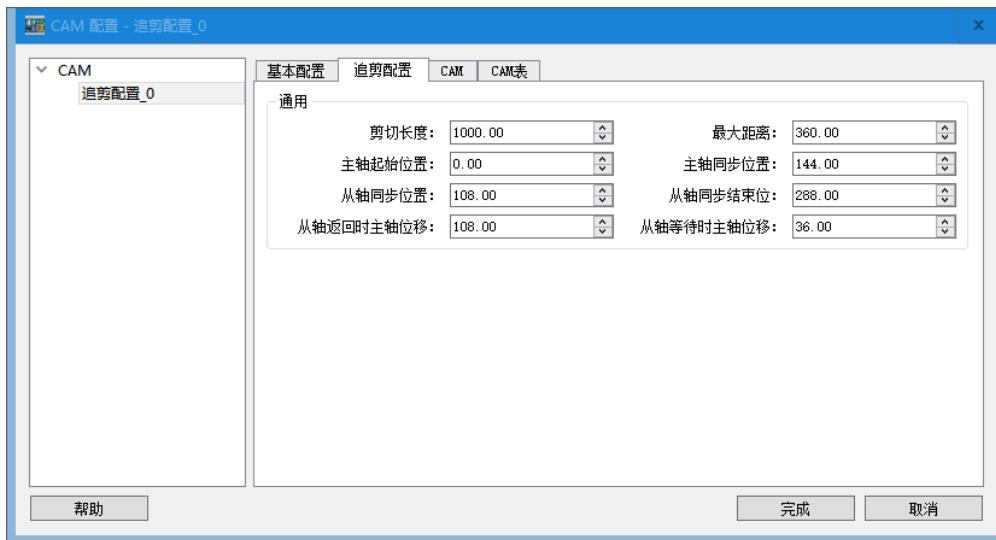 CAM 配置 - 追剪配置_0
x
CAM
追剪配置_0
基本配置 追剪配置 CAM CAM表
通用
剪切长度: 1000.00 最大距离: 360.00
主轴起始位置: 0.00 主轴同步位置: 144.00
从轴同步位置: 108.00 从轴同步结束位: 288.00
从轴返回时主轴位移: 108.00 从轴等待时主轴位移: 36.00
帮助 完成 取消